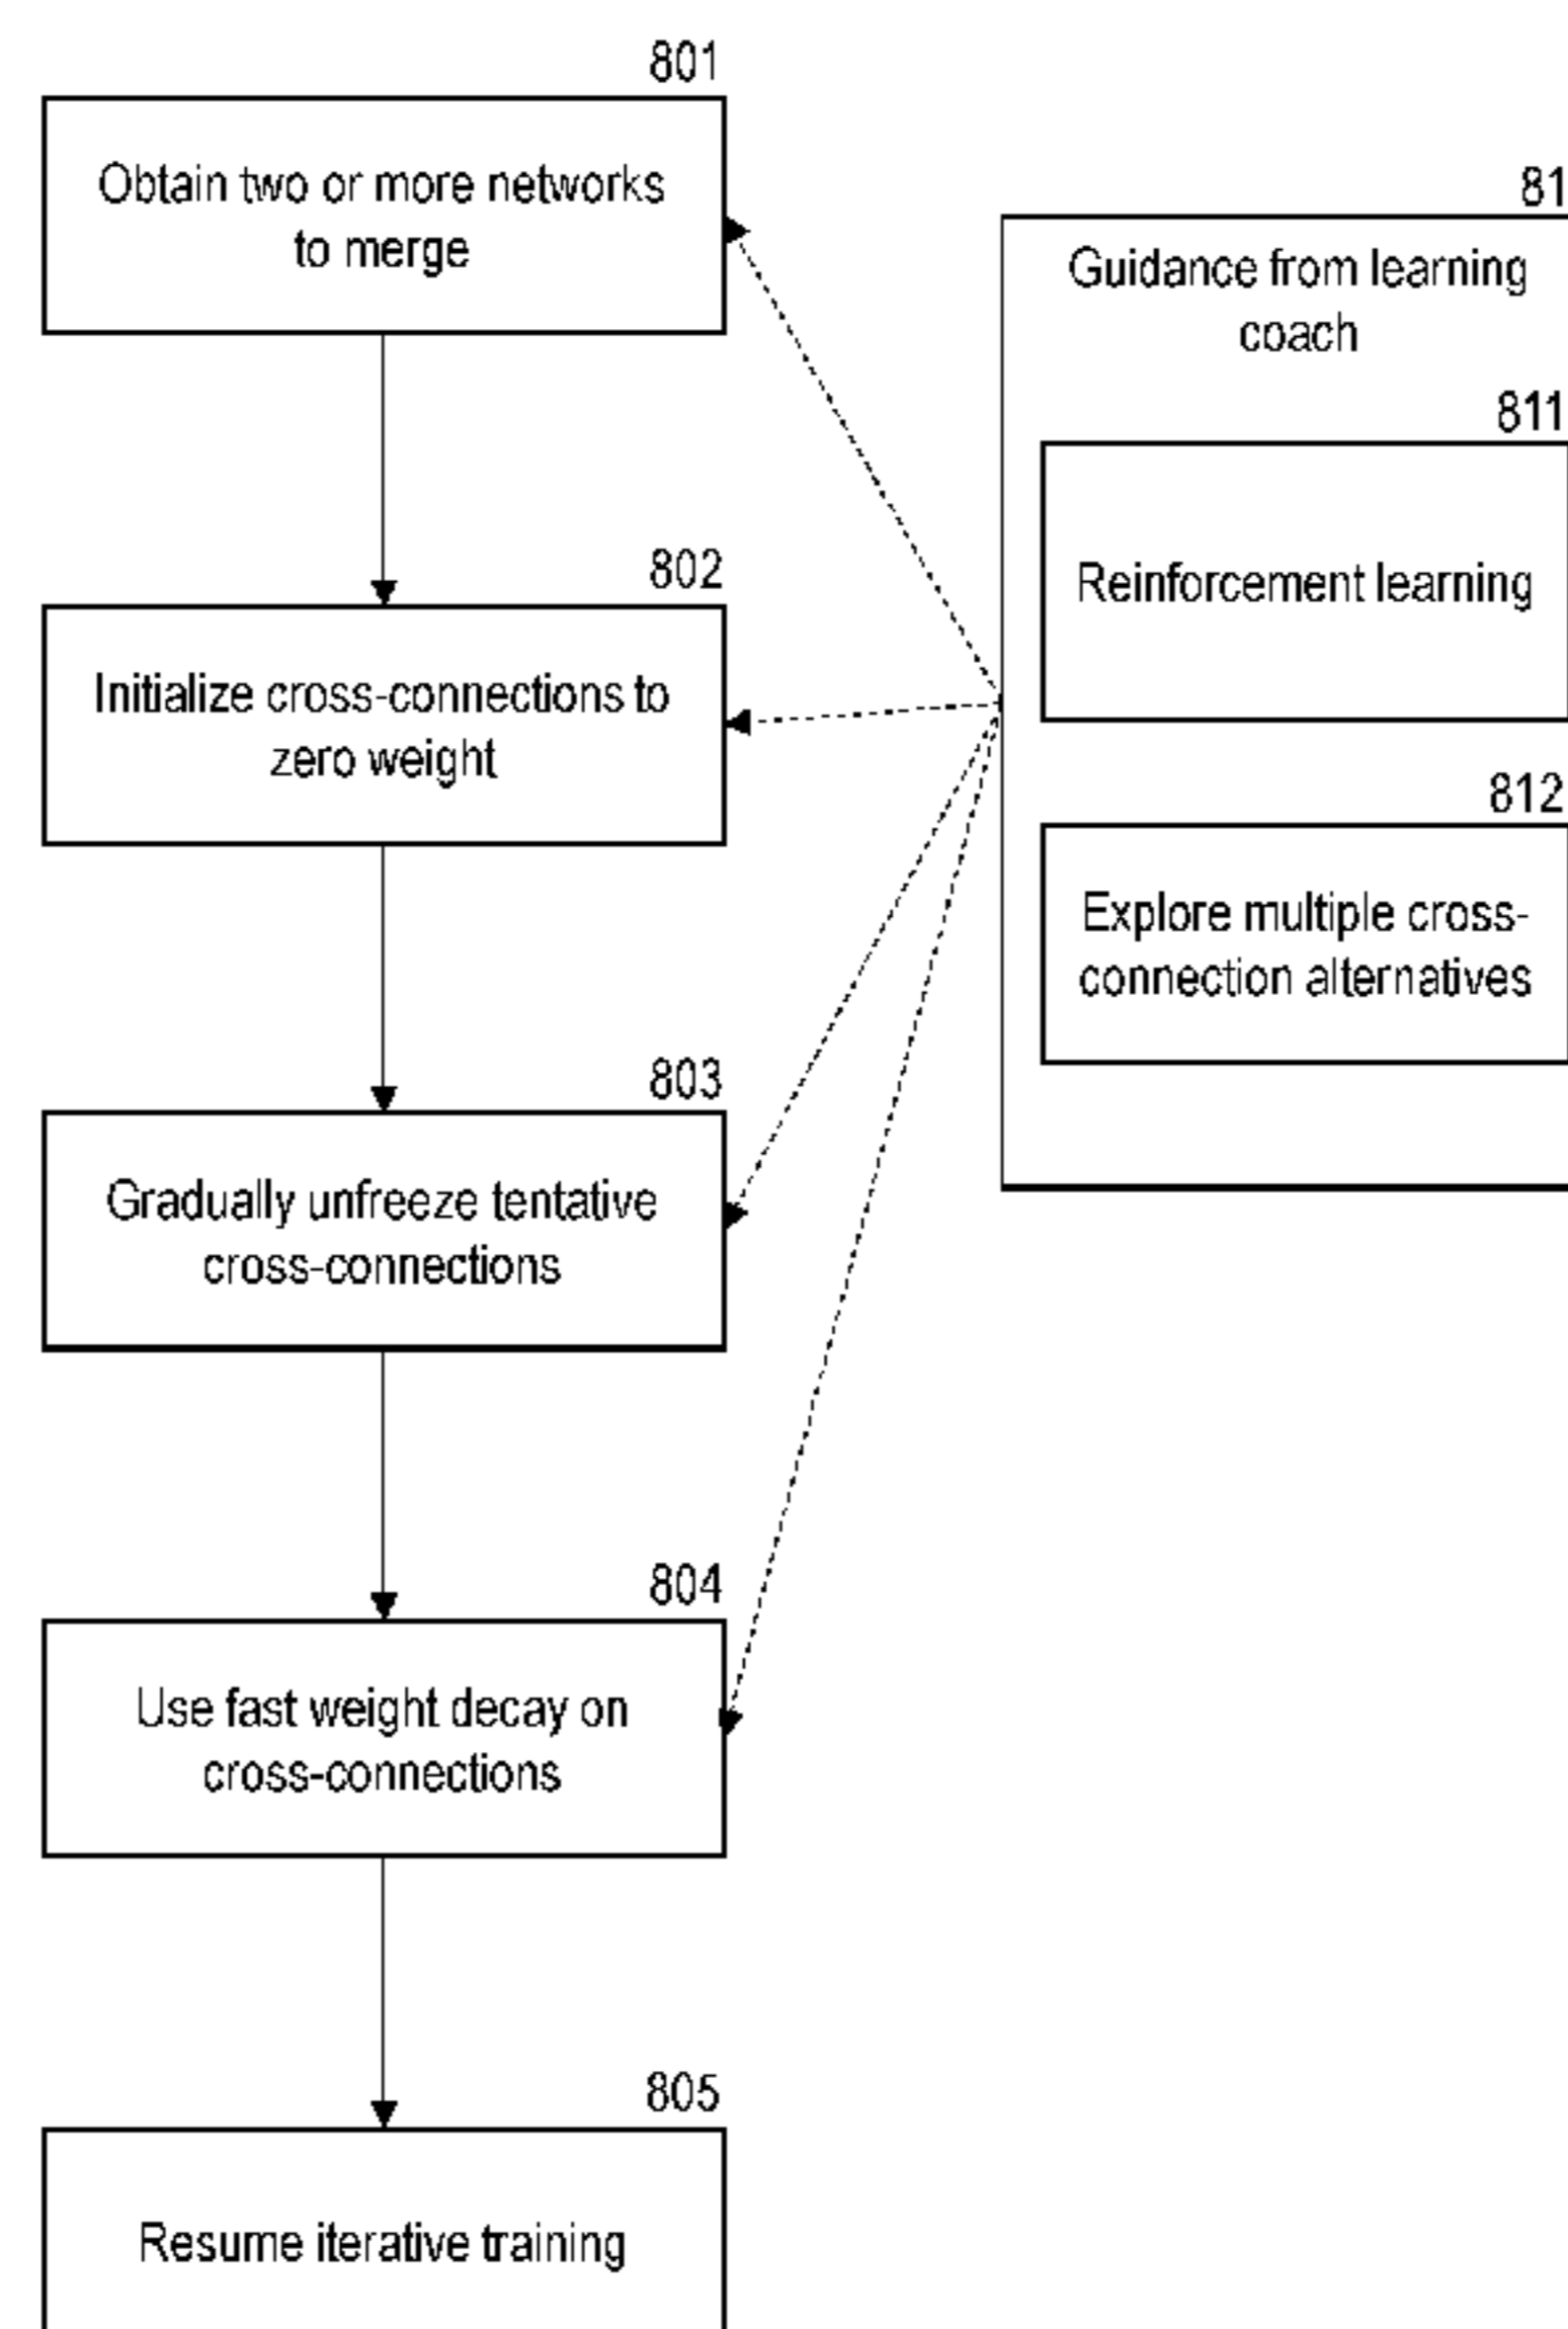 801
Obtain two or more networks
to merge
802
Initialize cross-connections to
zero weight
803
Gradually unfreeze tentative
cross-connections
804
Use fast weight decay on
cross-connections
805
Resume iterative training
81
Guidance from learning
coach
811
Reinforcement learning
812
Explore multiple cross-
connection alternatives